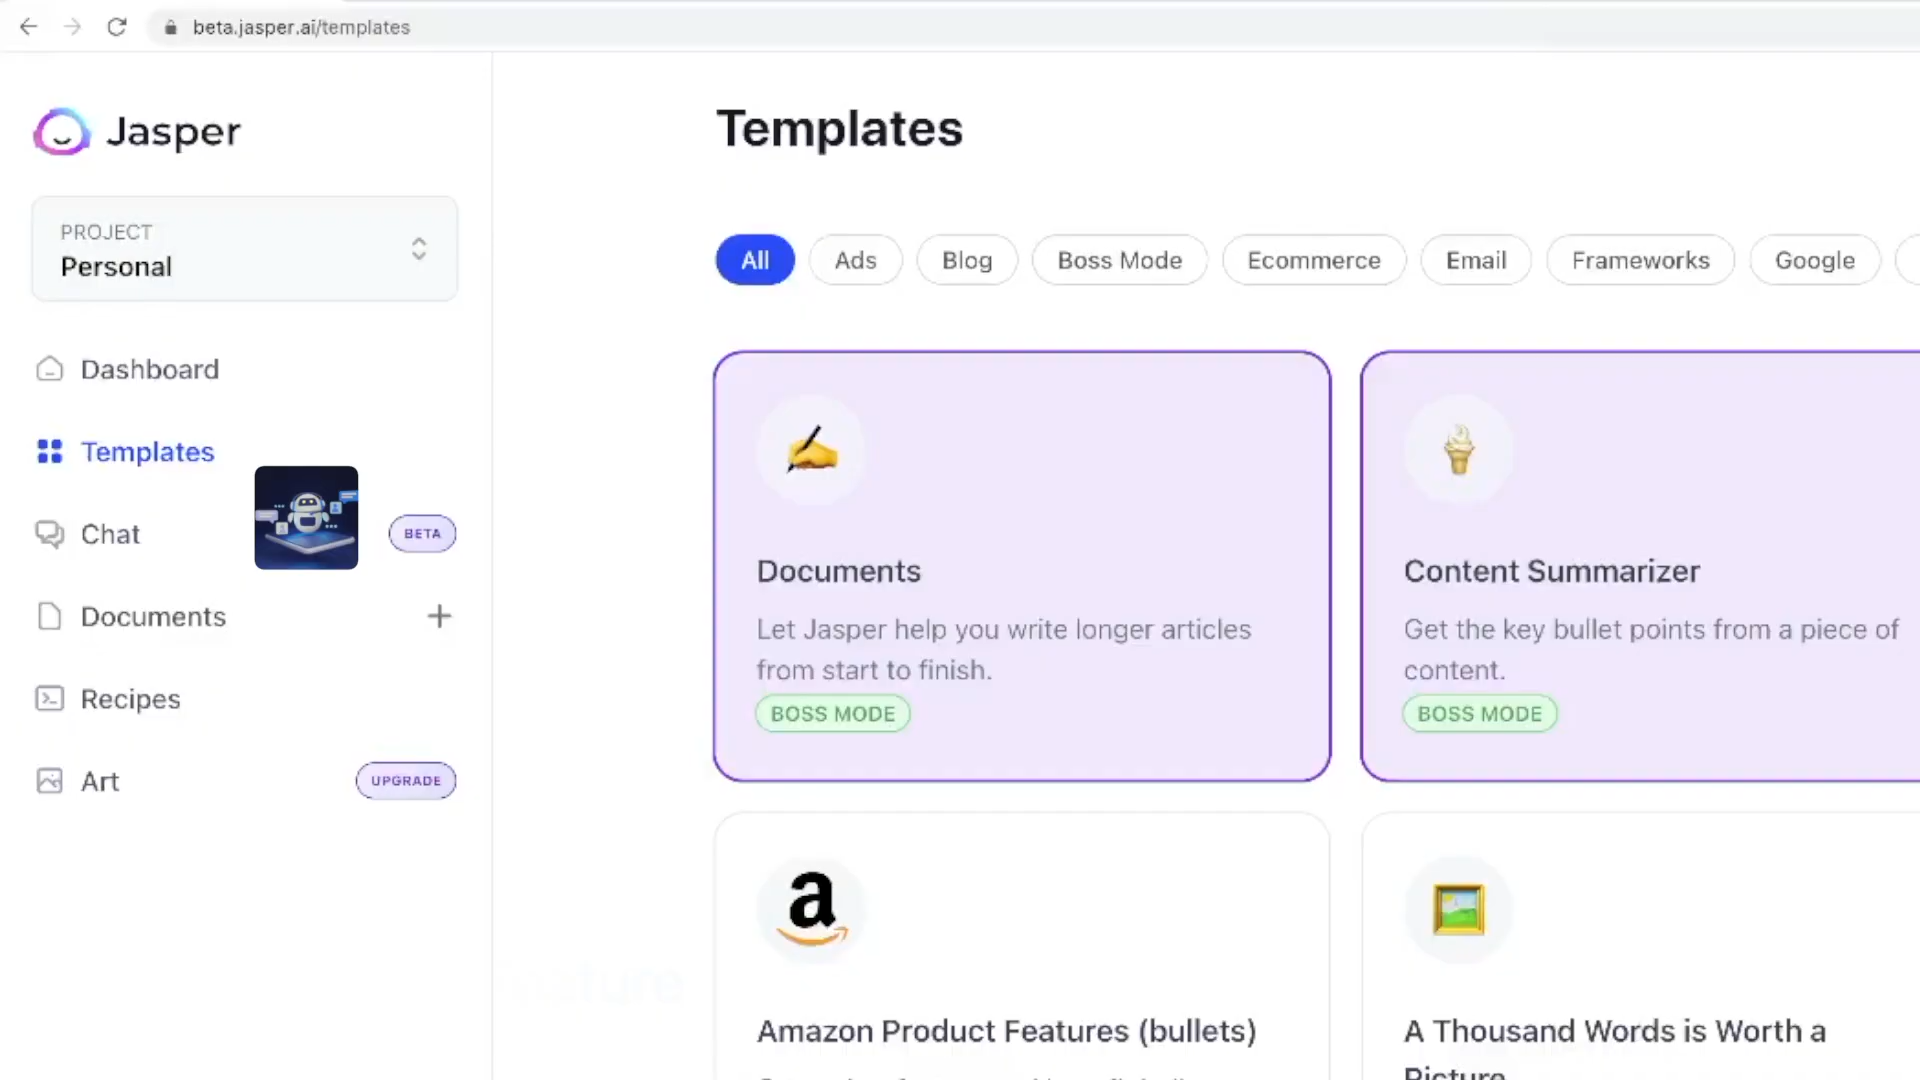 beta.jasper.ai/templates
Jasper
PROJECT
Personal
Dashboard
Templates
Chat
BETA
Documents
Recipes
Art
UPGRADE
Templates
All
Ads
Blog
Boss Mode
Ecommerce
Email
Frameworks
Google
Documents
Let Jasper help you write longer articles
from start to finish.
BOSS MODE
Content Summarizer
Get the key bullet points from a piece of
content.
BOSS MODE
a
Amazon Product Features (bullets)
A Thousand Words is Worth a
Picture